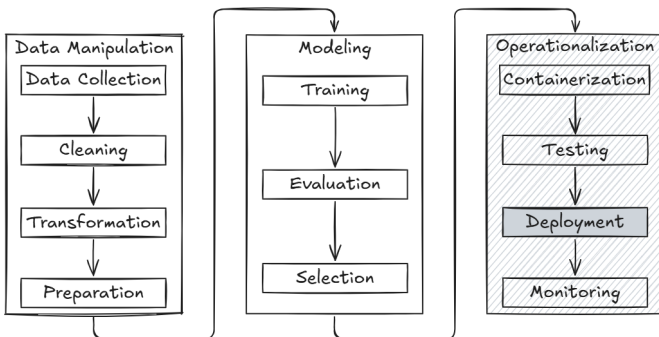 Data Manipulation
Data Collection
Cleaning
Transformation
Preparation
Modeling
Training
Evaluation
Selection
Operationalization
Containerization
Testing
Deployment
Monitoring